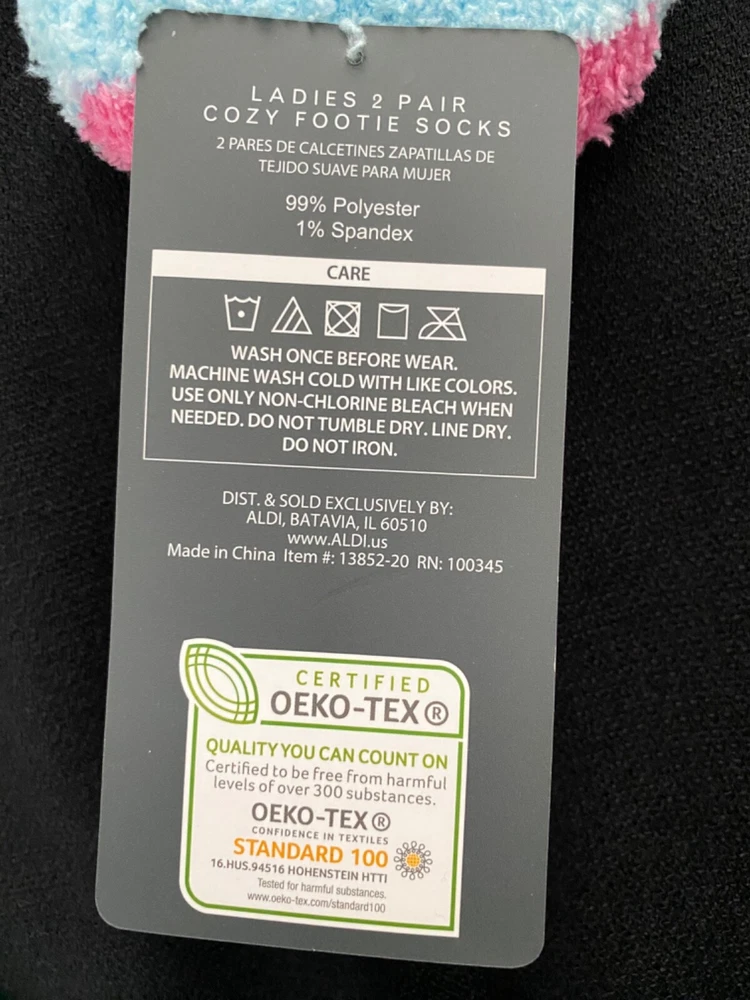 LADIES 2 PAIR
COZY FOOTIE SOCKS
2 PARES DE CALCETINES ZAPATILLAS DE
TEJIDO SUAVE PARA MUJER
99% Polyester
1% Spandex
CARE
WASH ONCE BEFORE WEAR.
MACHINE WASH COLD WITH LIKE COLORS.
USE ONLY NON-CHLORINE BLEACH WHEN
NEEDED. DO NOT TUMBLE DRY. LINE DRY.
DO NOT IRON.
DIST. & SOLD EXCLUSIVELY BY:
ALDI, BATAVIA, IL 60510
www.ALDI.us
Made in China Item #: 13852-20 RN: 100345
CERTIFIED
OEKO-TEX®
QUALITY YOU CAN COUNT ON
Certified to be free from harmful
levels of over 300 substances.
OEKO-TEX®
CONFIDENCE IN TEXTILES
STANDARD 100
16.HUS.94516 HOHENSTEIN HTTI
Tested for harmful substances.
www.oeko-tex.com/standard100